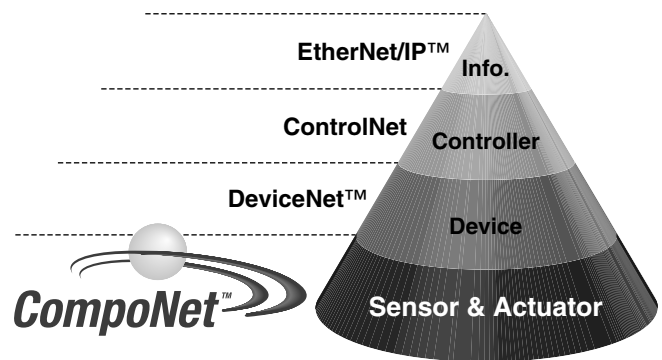 EtherNet/IP™
Info.
ControlNet
Controller
DeviceNet™
Device
CompoNet™
Sensor & Actuator